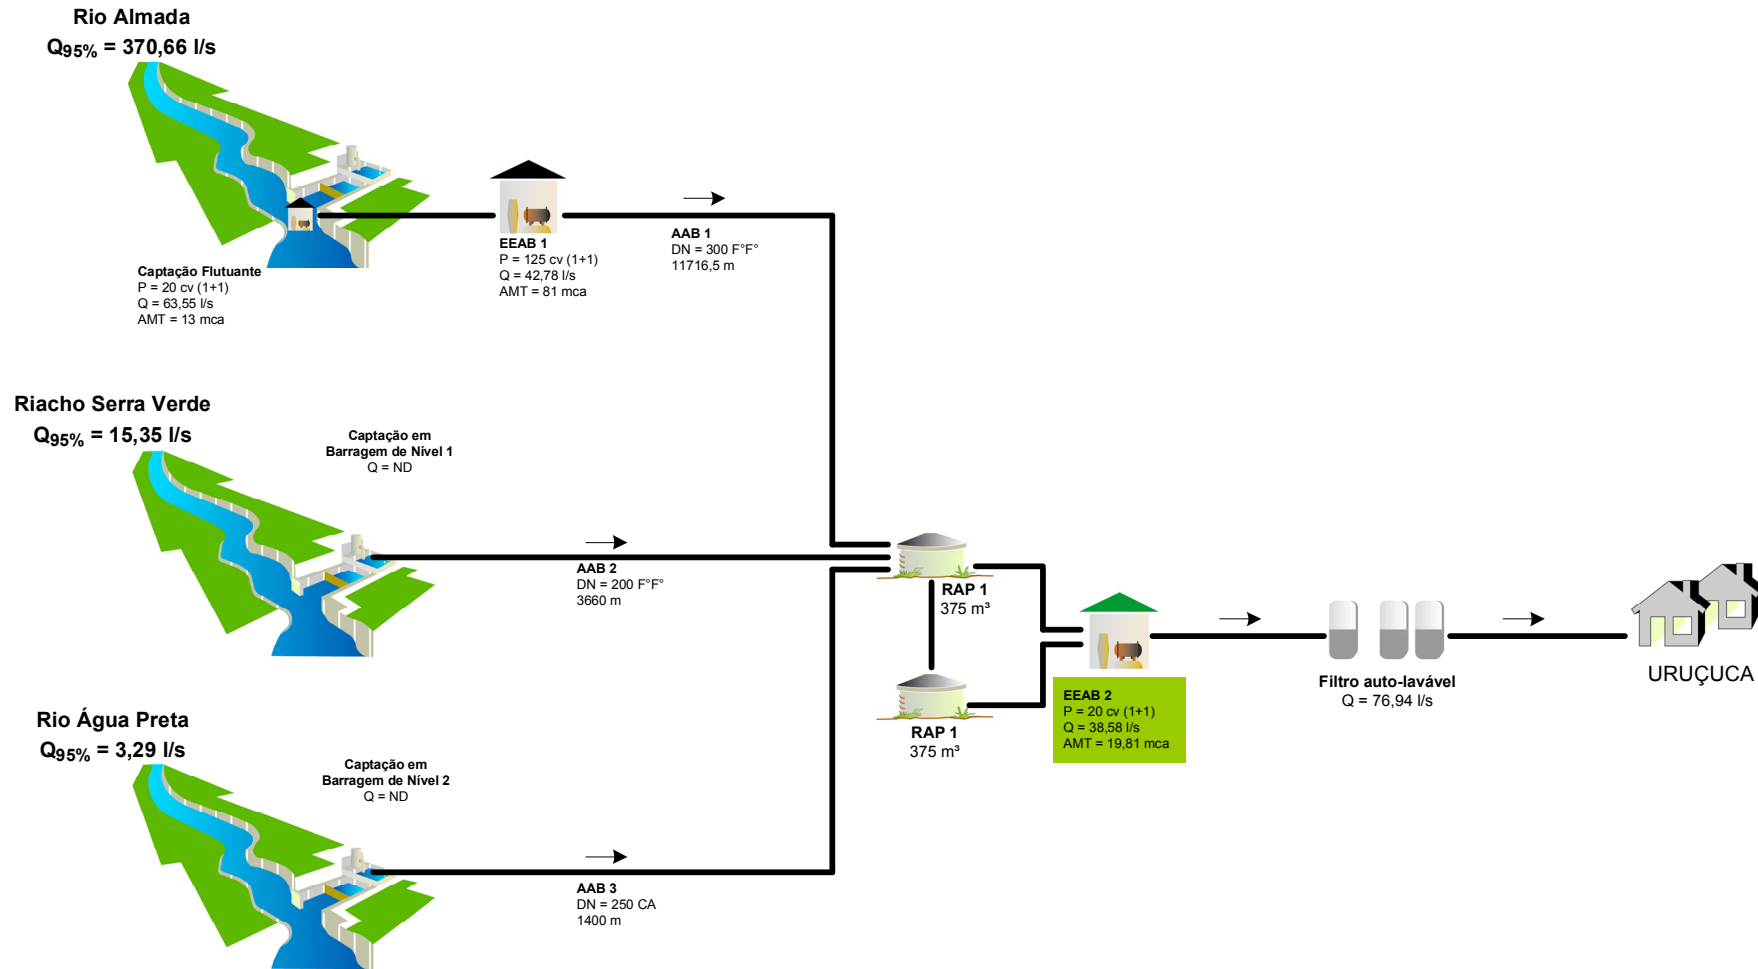 Rio Almada
Q95% = 370,66 l/s
Captação Flutuante
P = 20 cv (1+1)
Q = 63,55 l/s
AMT = 13 mca
EEAB 1
P = 125 cv (1+1)
Q = 42,78 l/s
AMT = 81 mca
AAB 1
DN = 300 F°F°
11716,5 m
Riacho Serra Verde
Q95% = 15,35 l/s
Captação em
Barragem de Nível 1
Q = ND
AAB 2
DN = 200 F°F°
3660 m
RAP 1
375 m³
RAP 1
375 m³
EEAB 2
P = 20 cv (1+1)
Q = 38,58 l/s
AMT = 19,81 mca
Filtro auto-lavável
Q = 76,94 l/s
URUÇUCA
Rio Água Preta
Q95% = 3,29 l/s
Captação em
Barragem de Nível 2
Q = ND
AAB 3
DN = 250 CA
1400 m